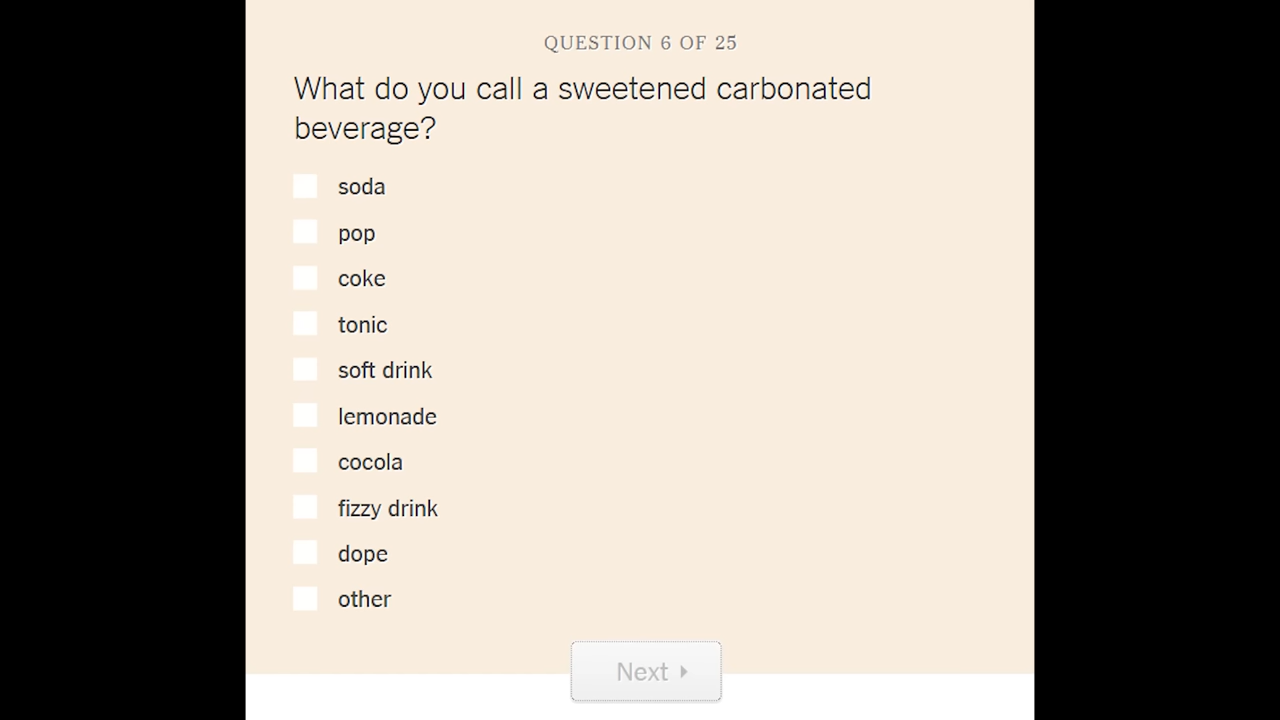 QUESTION 6 OF 25
What do you call a sweetened carbonated
beverage?
soda
pop
coke
tonic
soft drink
lemonade
cocola
fizzy drink
dope
other
Next